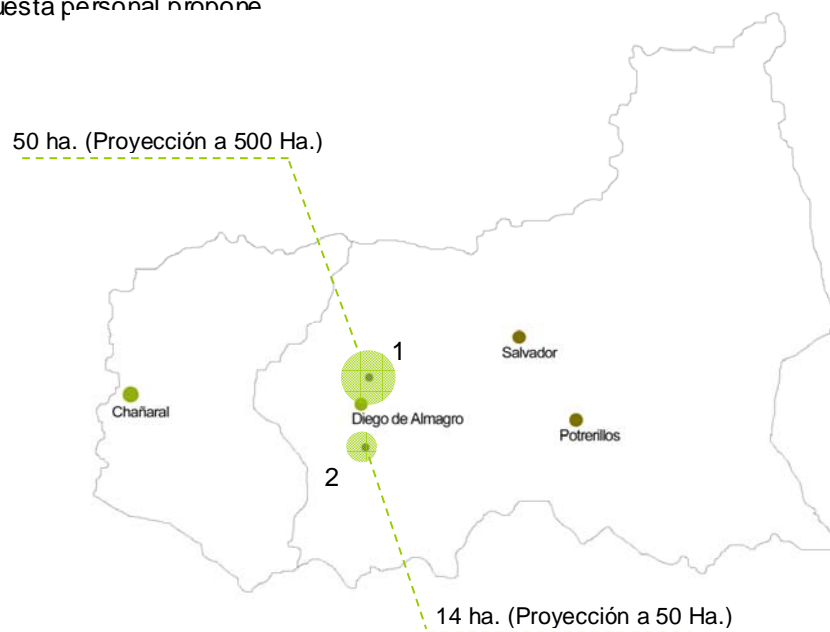 personal propone
50 ha. (Proyección a 500 Ha.)
1
Salvador
Chañaral
Diego de Almagro
Potrerillos
2
14 ha. (Proyección a 50 Ha.)